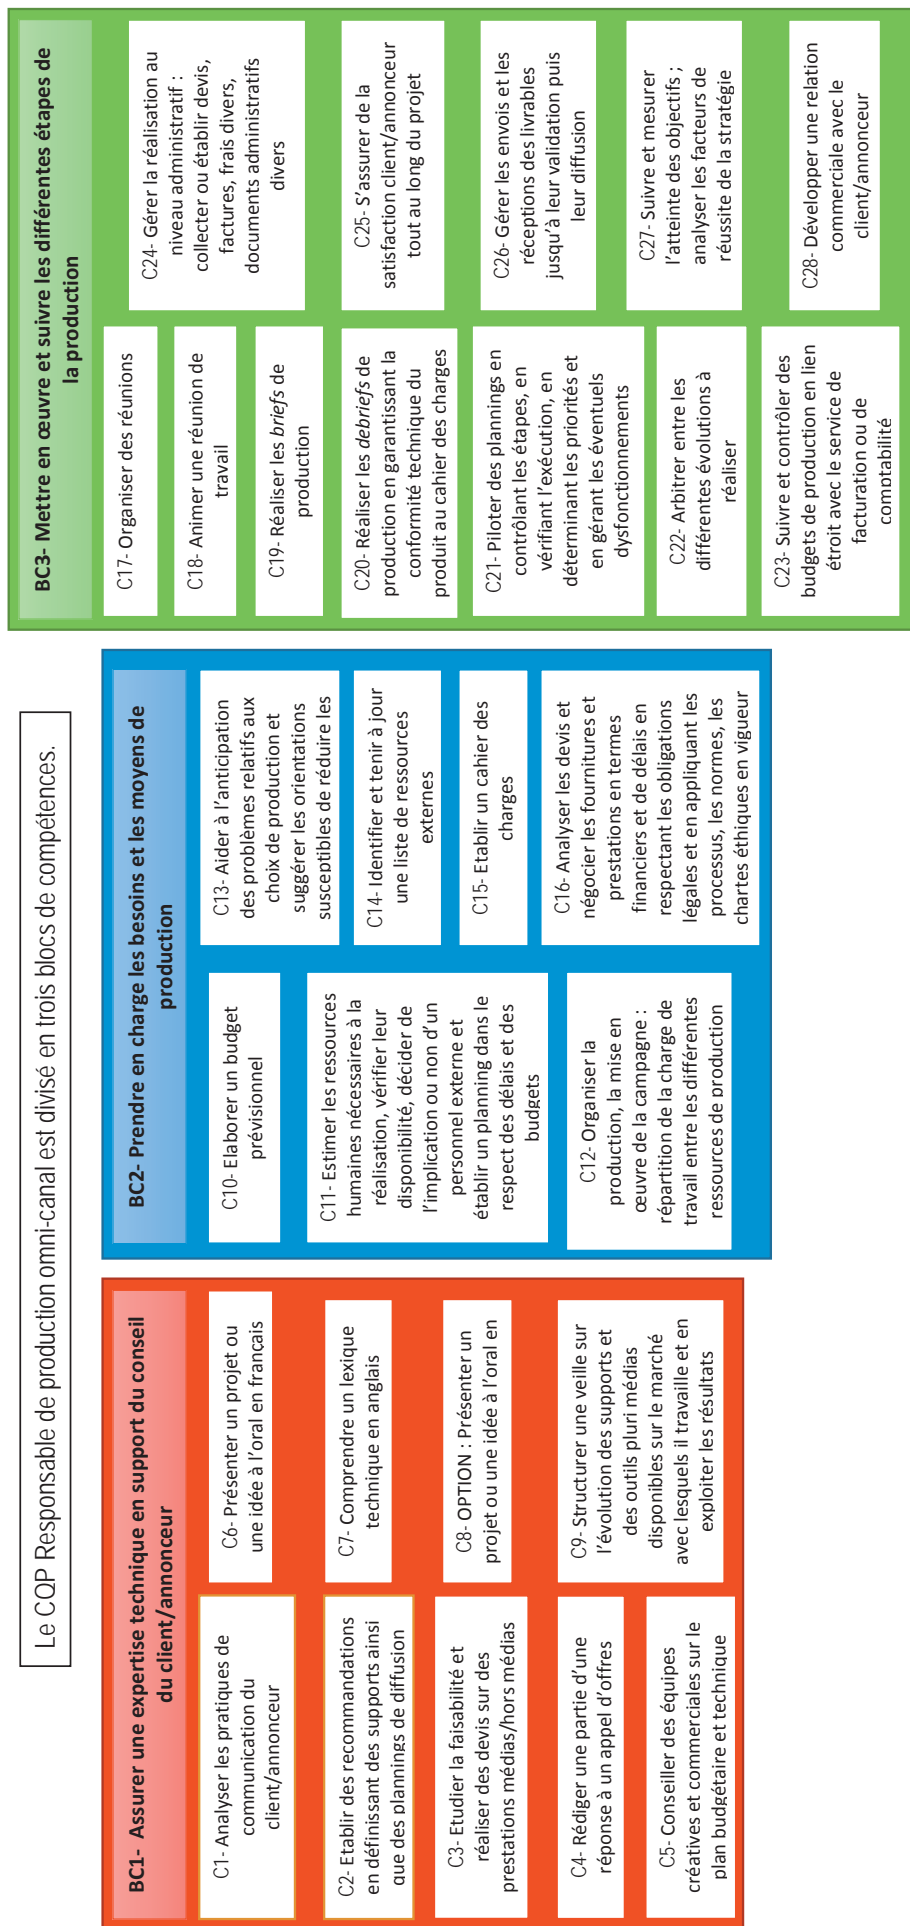 Le CQP Responsable de production omni-canal est divisé en trois blocs de compétences.
BC1- Assurer une expertise technique en support du conseil
du client/annonceur
C1- Analyser les pratiques de
communication du
client/annonceur
C2- Etablir des recommandations
en définissant des supports ainsi
que des plannings de diffusion
C3- Etudier la faisabilité et
réaliser des devis sur des
prestations médias/hors médias
C4- Rédiger une partie d'une
réponse à un appel d'offres
C5- Conseiller des équipes
créatives et commerciales sur le
plan budgétaire et technique
C6- Présenter un projet ou
une idée à l'oral en français
C7- Comprendre un lexique
technique en anglais
C8- OPTION : Présenter un
projet ou une idée à l'oral en
C9- Structurer une veille sur
l'évolution des supports et
des outils pluri médias
disponibles sur le marché
avec lesquels il travaille et en
exploiter les résultats
BC2- Prendre en charge les besoins et les moyens de
production
C10- Elaborer un budget
prévisionnel
C11- Estimer les ressources
humaines nécessaires à la
réalisation, vérifier leur
disponibilité, décider de
l'implication ou non d'un
personnel externe et
établir un planning dans le
respect des délais et des
budgets
C12- Organiser la
production, la mise en
œuvre de la campagne :
répartition de la charge de
travail entre les différentes
ressources de production
C13- Aider à l'anticipation
des problèmes relatifs aux
choix de production et
suggérer les orientations
susceptibles de réduire les
C14- Identifier et tenir à jour
une liste de ressources
externes
C15- Etablir un cahier des
charges
C16- Analyser les devis et
négocier les fournitures et
prestations en termes
financiers et de délais en
respectant les obligations
légales et en appliquant les
processus, les normes, les
chartes éthiques en vigueur
BC3- Mettre en œuvre et suivre les différentes étapes de
la production
C17- Organiser des réunions
C18- Animer une réunion de
travail
C19- Réaliser les briefs de
production
C20- Réaliser les debriefs de
production en garantissant la
conformité technique du
produit au cahier des charges
C21- Piloter des plannings en
contrôlant les étapes, en
vérifiant l'exécution, en
déterminant les priorités et
en gérant les éventuels
dysfonctionnements
C22- Arbitrer entre les
différentes évolutions à
réaliser
C23- Suivre et contrôler des
budgets de production en lien
étroit avec le service de
facturation ou de
comptabilité
C24- Gérer la réalisation au
niveau administratif :
collecter ou établir devis,
factures, frais divers,
documents administratifs
divers
C25- S'assurer de la
satisfaction client/annonceur
tout au long du projet
C26- Gérer les envois et les
réceptions des livrables
jusqu'à leur validation puis
leur diffusion
C27- Suivre et mesurer
l'atteinte des objectifs ;
analyser les facteurs de
réussite de la stratégie
C28- Développer une relation
commerciale avec le
client/annonceur